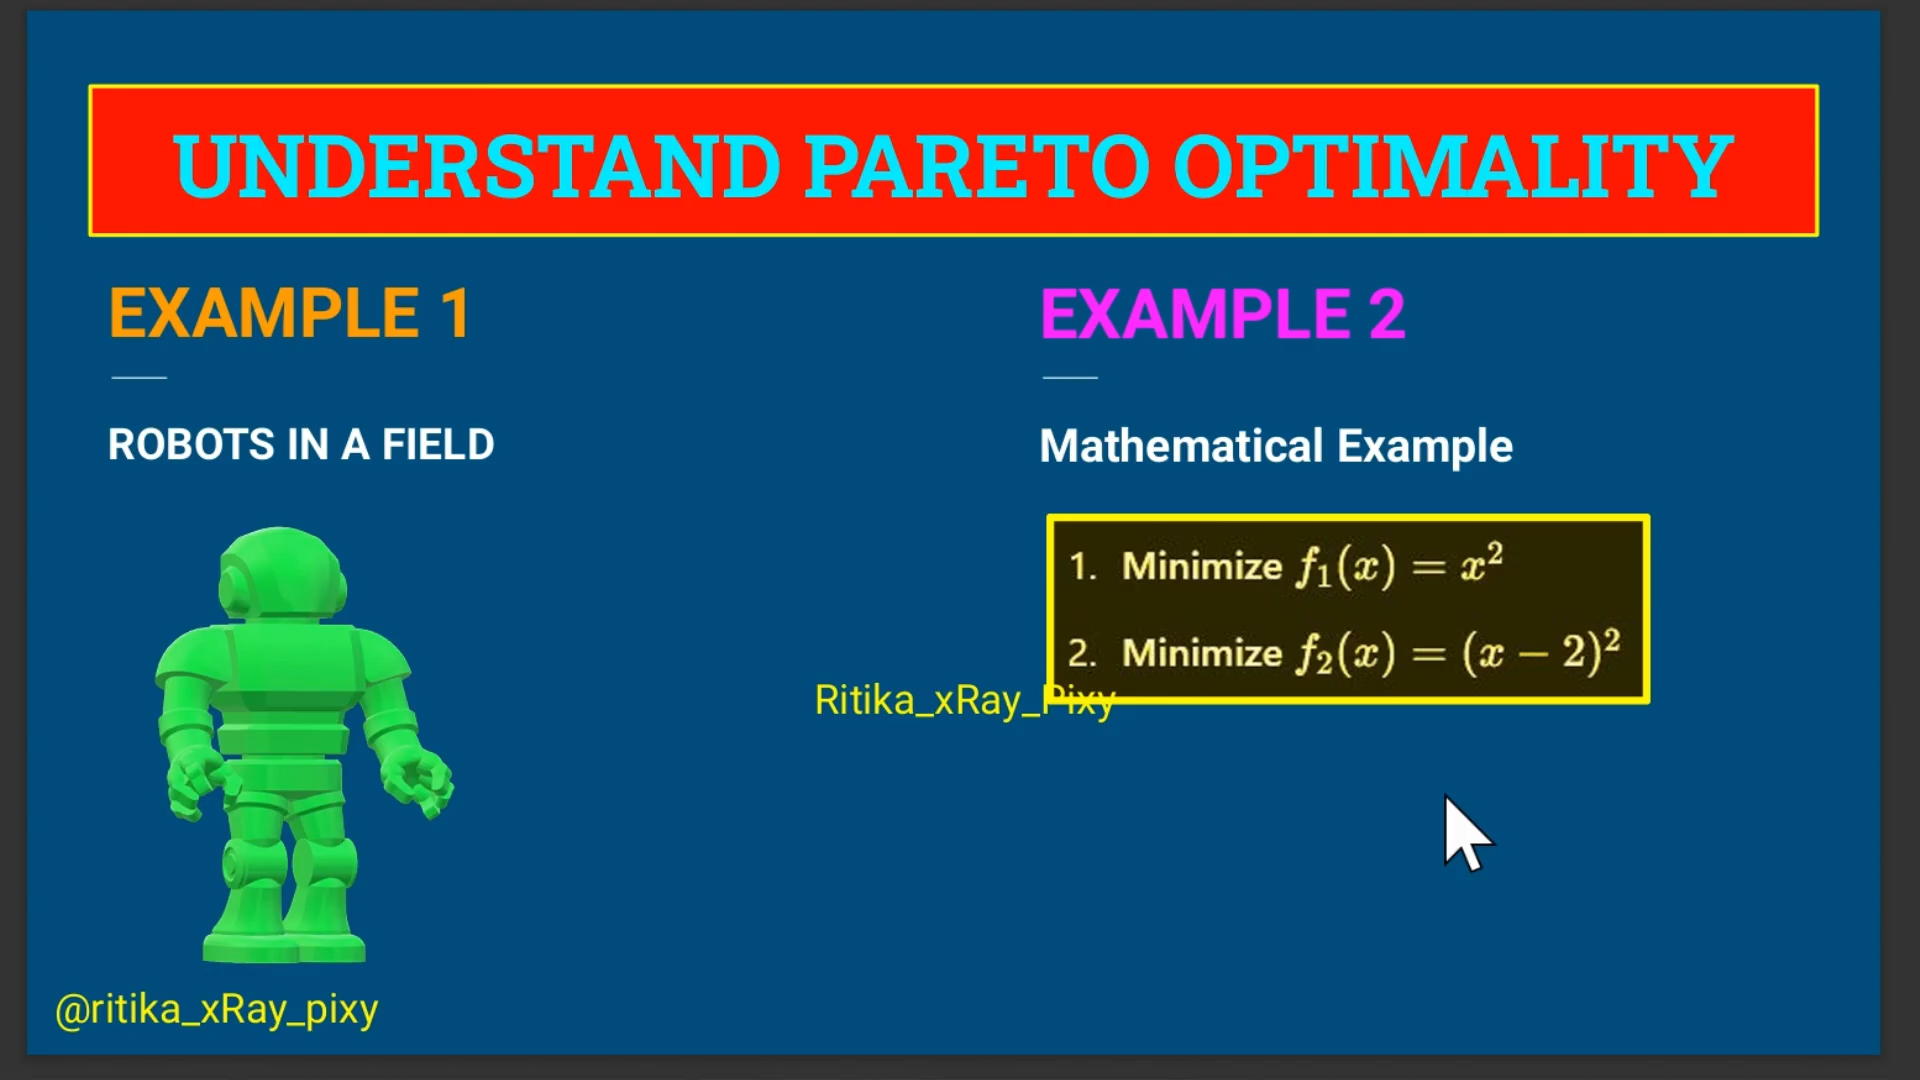 UNDERSTAND PARETO OPTIMALITY
EXAMPLE 1
ROBOTS IN A FIELD
EXAMPLE 2
Mathematical Example
1. Minimize f₁(x) = x²
2. Minimize f₂(x) = (x − 2)²
Ritika_xRay_Pixy
@ritika_xRay_pixy